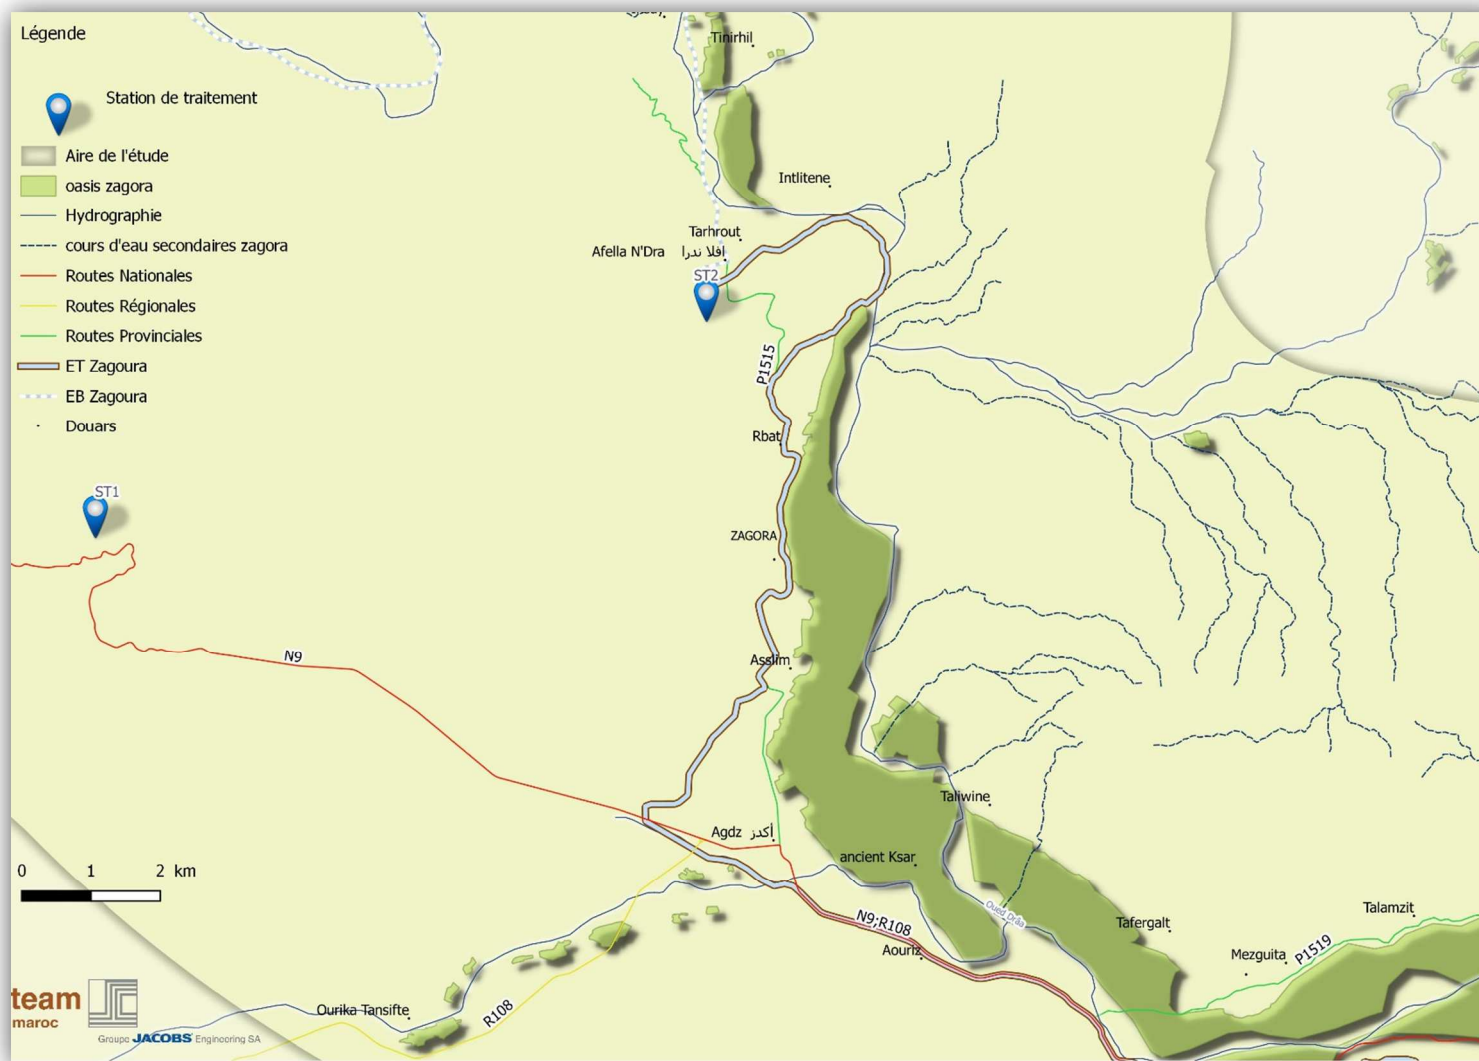 Légende
Station de traitement
Aire de l'étude
oasis zagora
Hydrographie
cours d'eau secondaires zagora
Routes Nationales
Routes Régionales
Routes Provinciales
ET Zagoura
EB Zagoura
Douars
Tinirhil
Intlitene
Tarhrout
Afella N'Dra افلا ندرا
ST2
P1515
Rbat
ST1
ZAGORA
N9
Asslim
Taliwine
Agdz أكدز
ancient Ksar
0 1 2 km
Oued Drâa
N9;R108
Talamzit
Tafergalt
Aouriz
Mezguita
P1519
R108
Ourika Tansifte
team
maroc
Groupe JACOBS Engineering SA